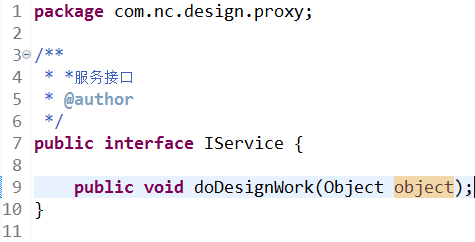 1 package com.nc.design.proxy;
2
3 /**
4 * *服务接口
5 * @author
6 */
7 public interface IService {
8
9 public void doDesignWork(Object object);
10 }
11